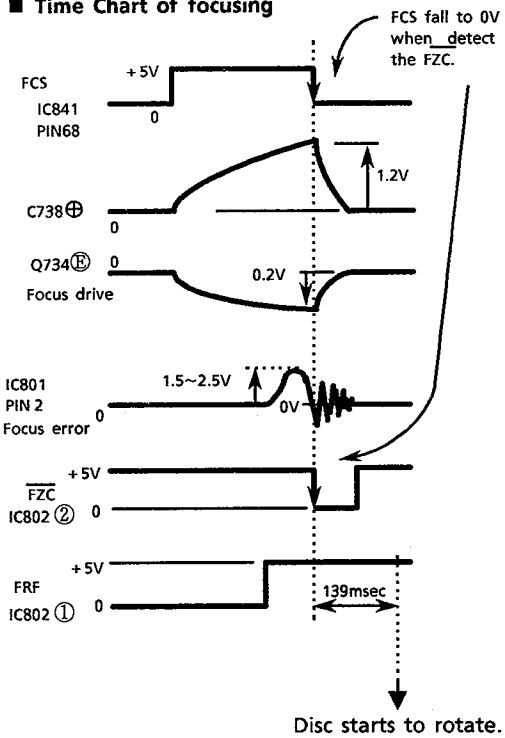 ■ Time Chart of focusing
FCS fall to 0V
when detect
the FZC.
+5V
FCS
IC841
PIN68
0
1.2V
C738⊕
0
Q734Ⓔ
0
0.2V
Focus drive
1.5~2.5V
IC801
PIN 2
0
0V
Focus error
+5V
FZC
IC802 ②
0
+5V
FRF
139msec
IC802 ①
0
Disc starts to rotate.